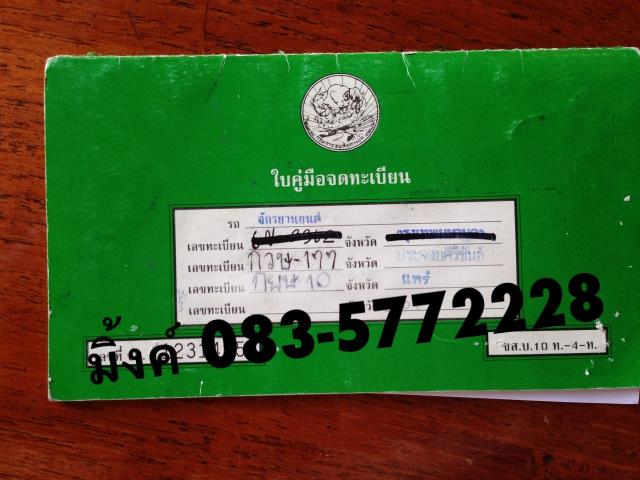 ใบคู่มือจดทะเบียน
รถ จักรยานยนต์
เลขทะเบียน จังหวัด
เลขทะเบียน กวษ-177 จังหวัด ประจวบคีรีขันธ์
เลขทะเบียน จังหวัด แพร่
เลขทะเบียน
มิ้งค์ 083-5772228
ขส.บ.10 ท.-4-ท.